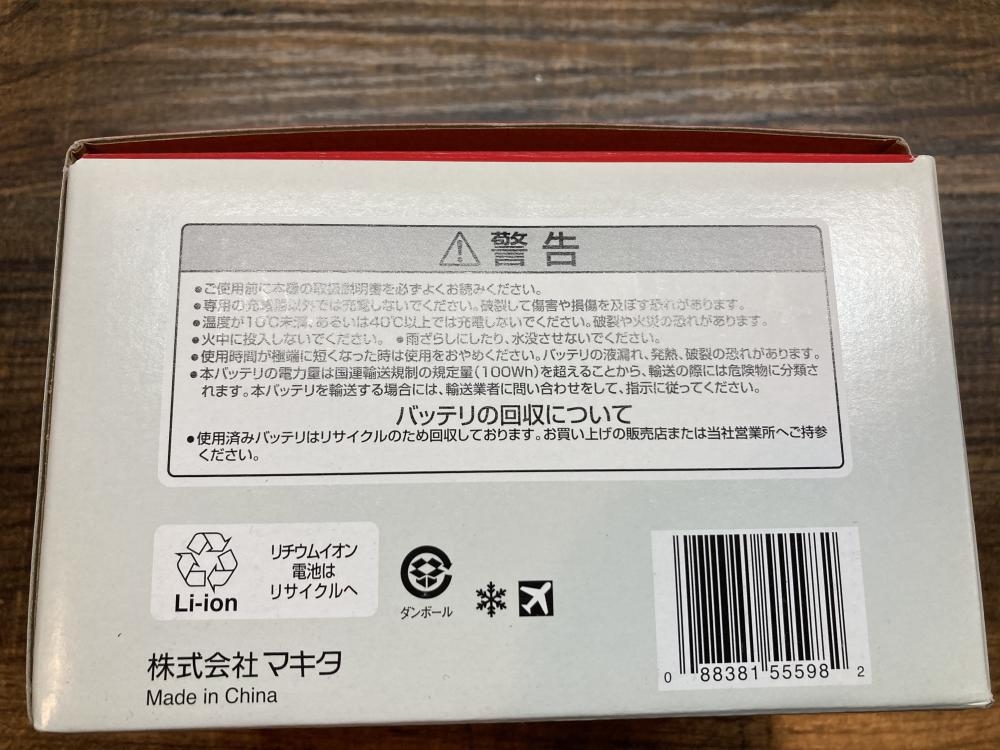 警告
●ご使用前に本機の取扱説明書を必ずよくお読みください。
●専用の充電器以外では充電しないでください。破裂して傷害や損傷を及ぼす恐れがあります。
●温度が10℃未満、あるいは40℃以上では充電しないでください。破裂や火災の恐れがあります。
●火中に投入しないでください。 ●雨ざらしにしたり、水没させないでください。
●使用時間が極端に短くなった時は使用をおやめください。バッテリの液漏れ、発熱、破裂の恐れがあります。
●本バッテリの電力量は国連輸送規制の規定量(100Wh)を超えることから、輸送の際には危険物に分類さ
れます。本バッテリを輸送する場合には、輸送業者に問い合わせをして、指示に従ってください。
バッテリの回収について
●使用済みバッテリはリサイクルのため回収しております。お買い上げの販売店または当社営業所へご持参
ください。
リチウムイオン
電池は
リサイクルへ
Li-ion
ダンボール
株式会社マキタ
Made in China
0 88381 55598 2